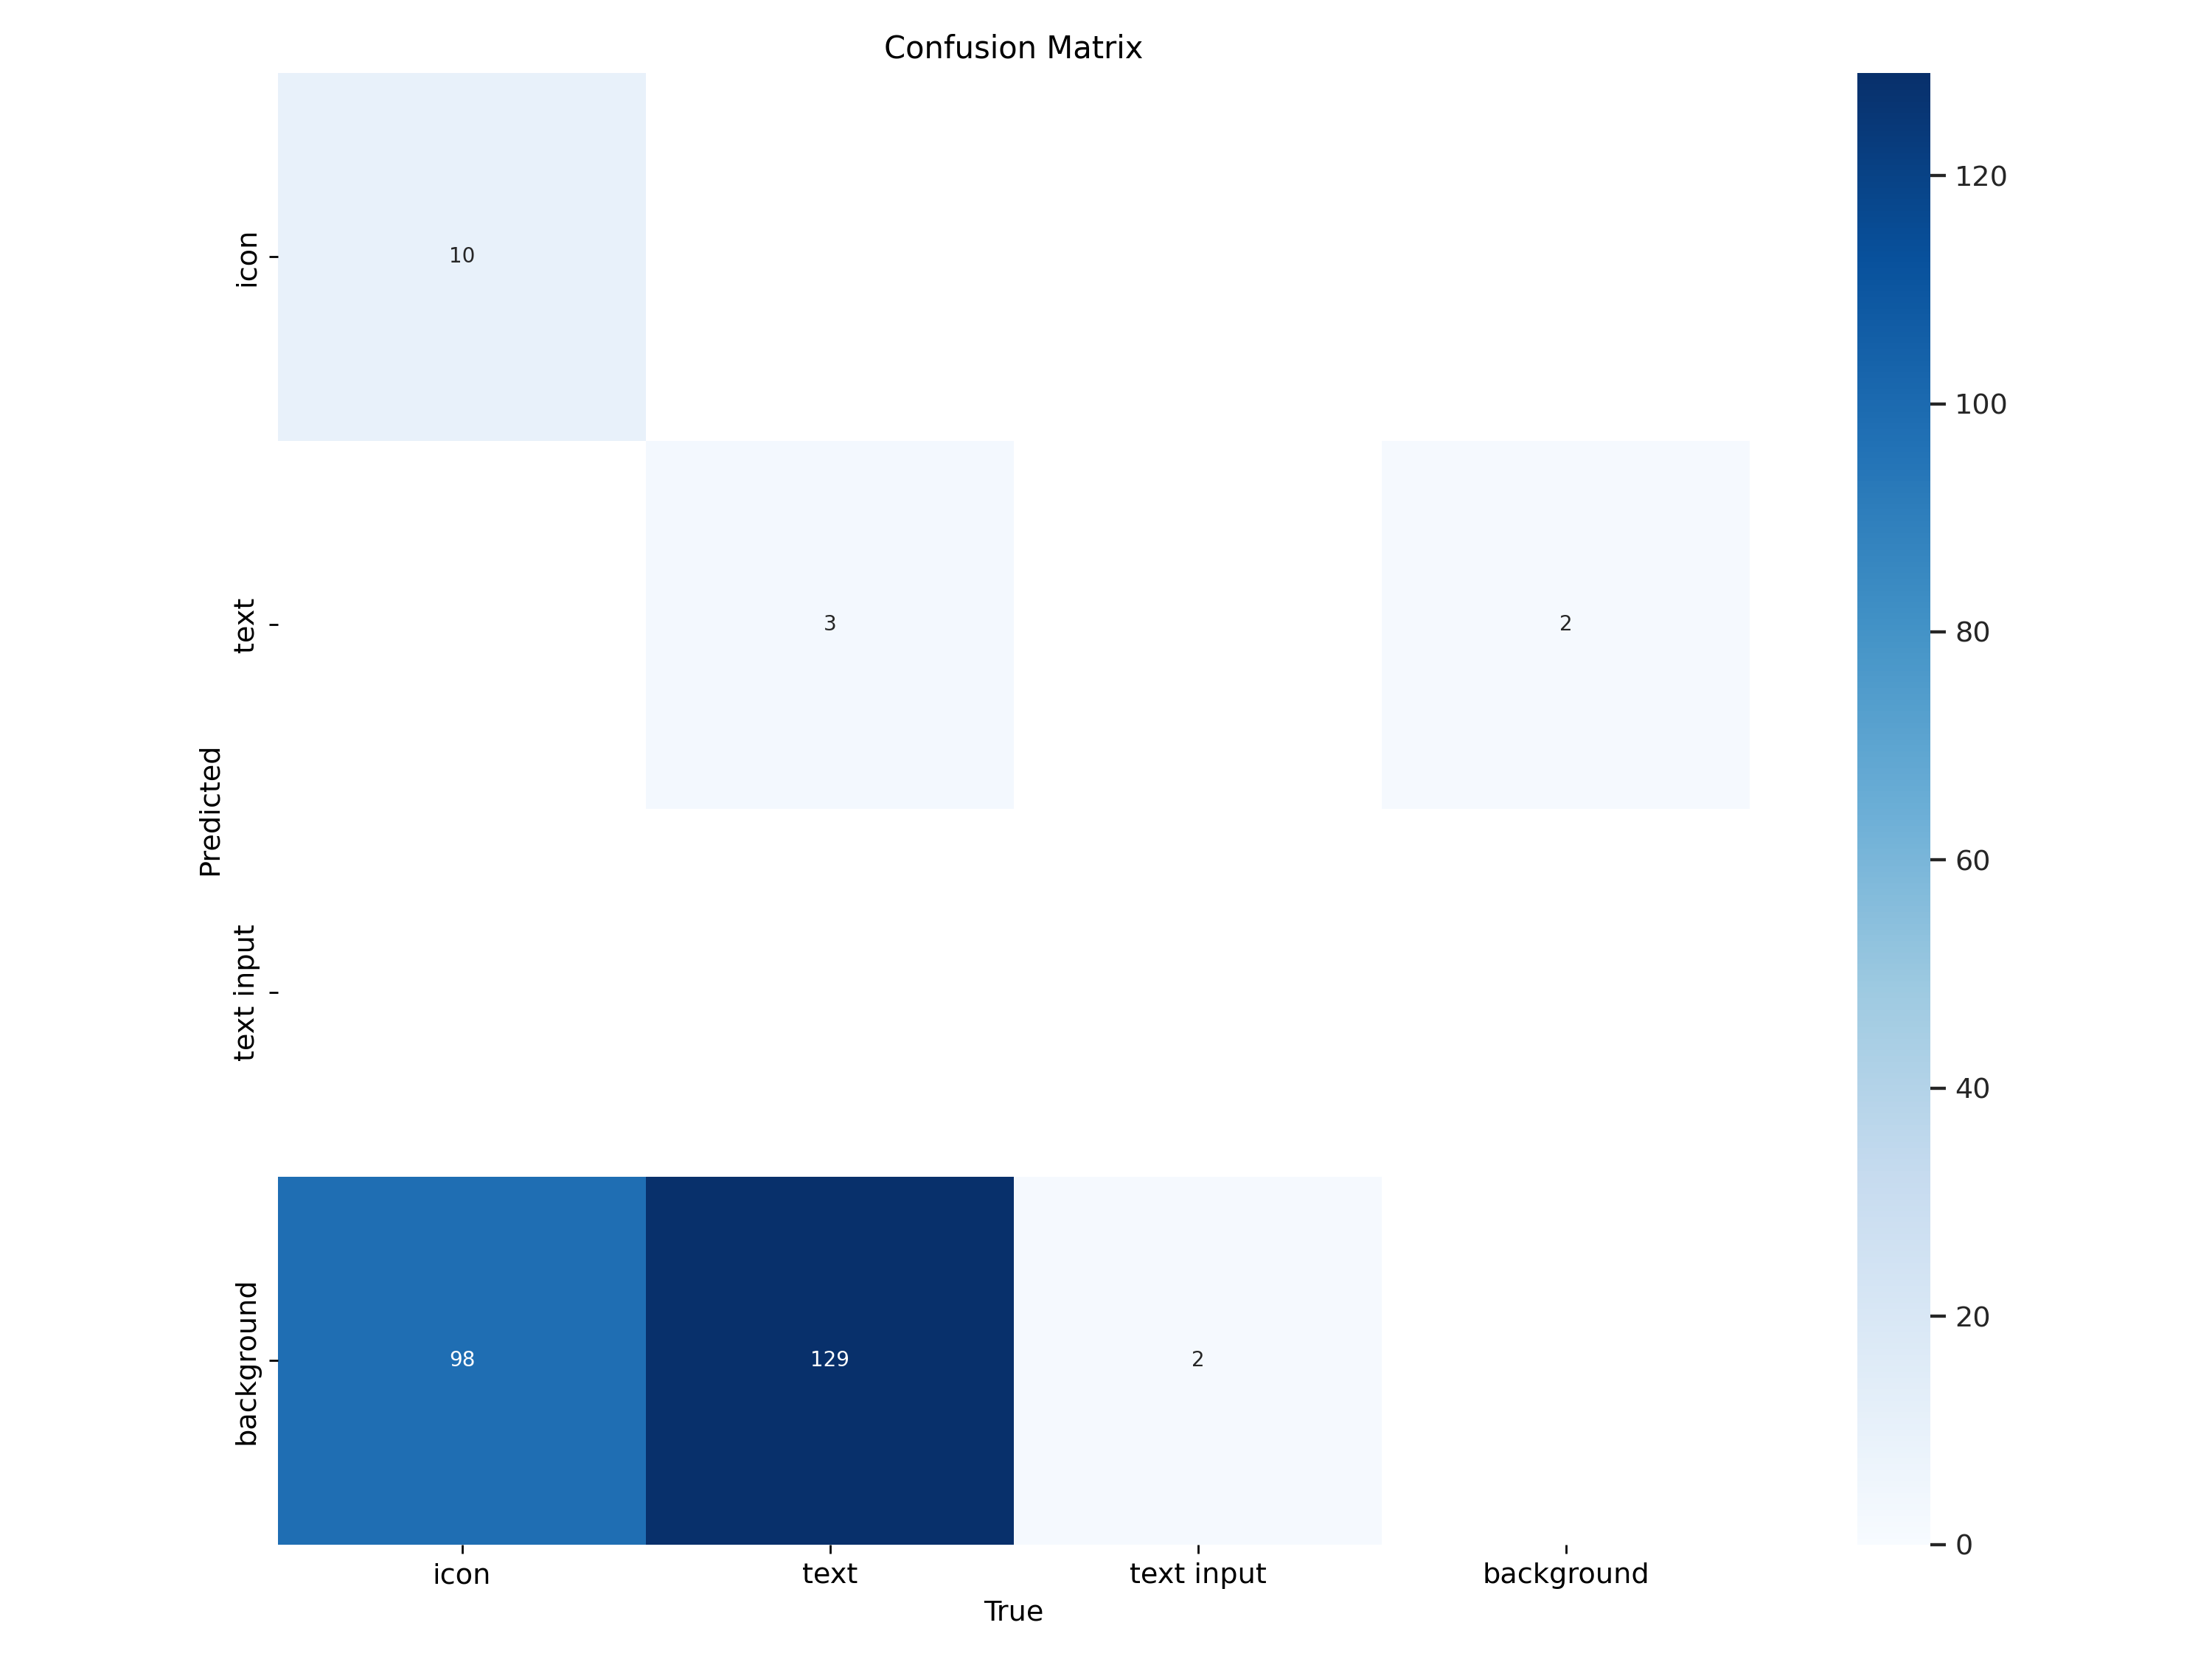 Confusion Matrix
icon
10
text
3
2
Predicted
text input
background
98
129
2
icon
text
text input
background
True
120
100
80
60
40
20
0